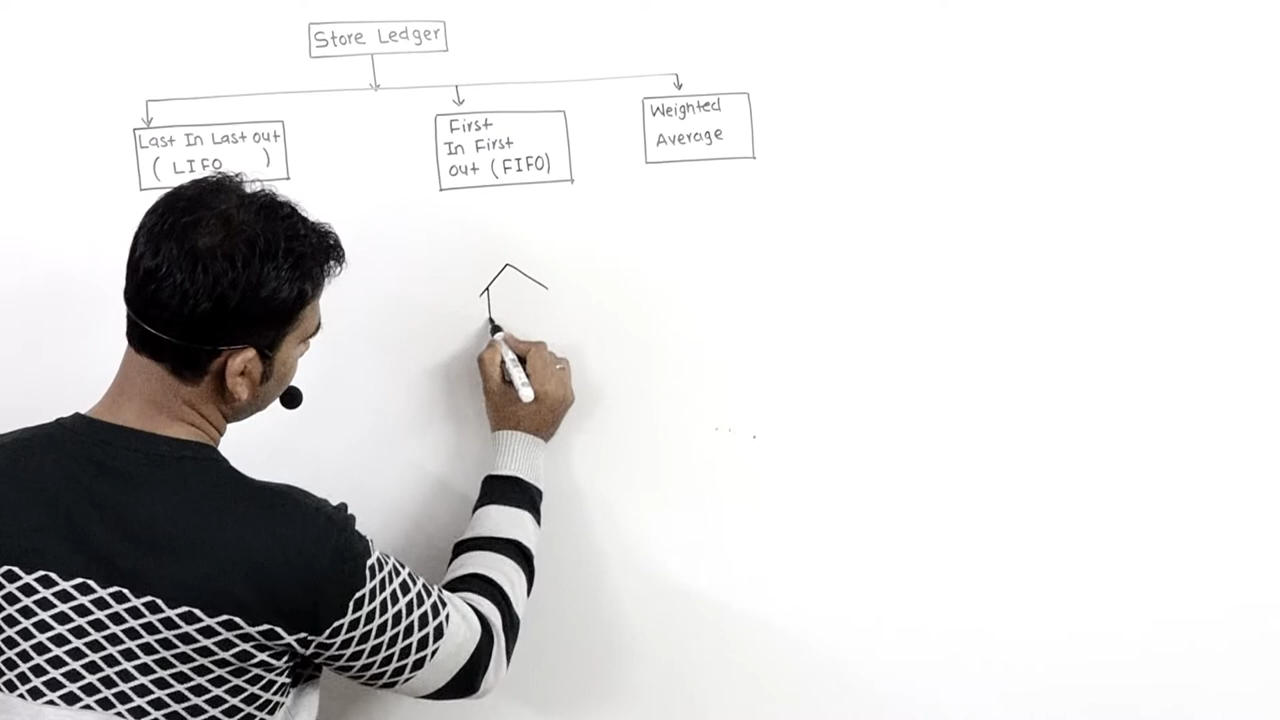 Store Ledger
Last In Last out
( LIFO )
First
In First
out (FIFO)
Weighted
Average